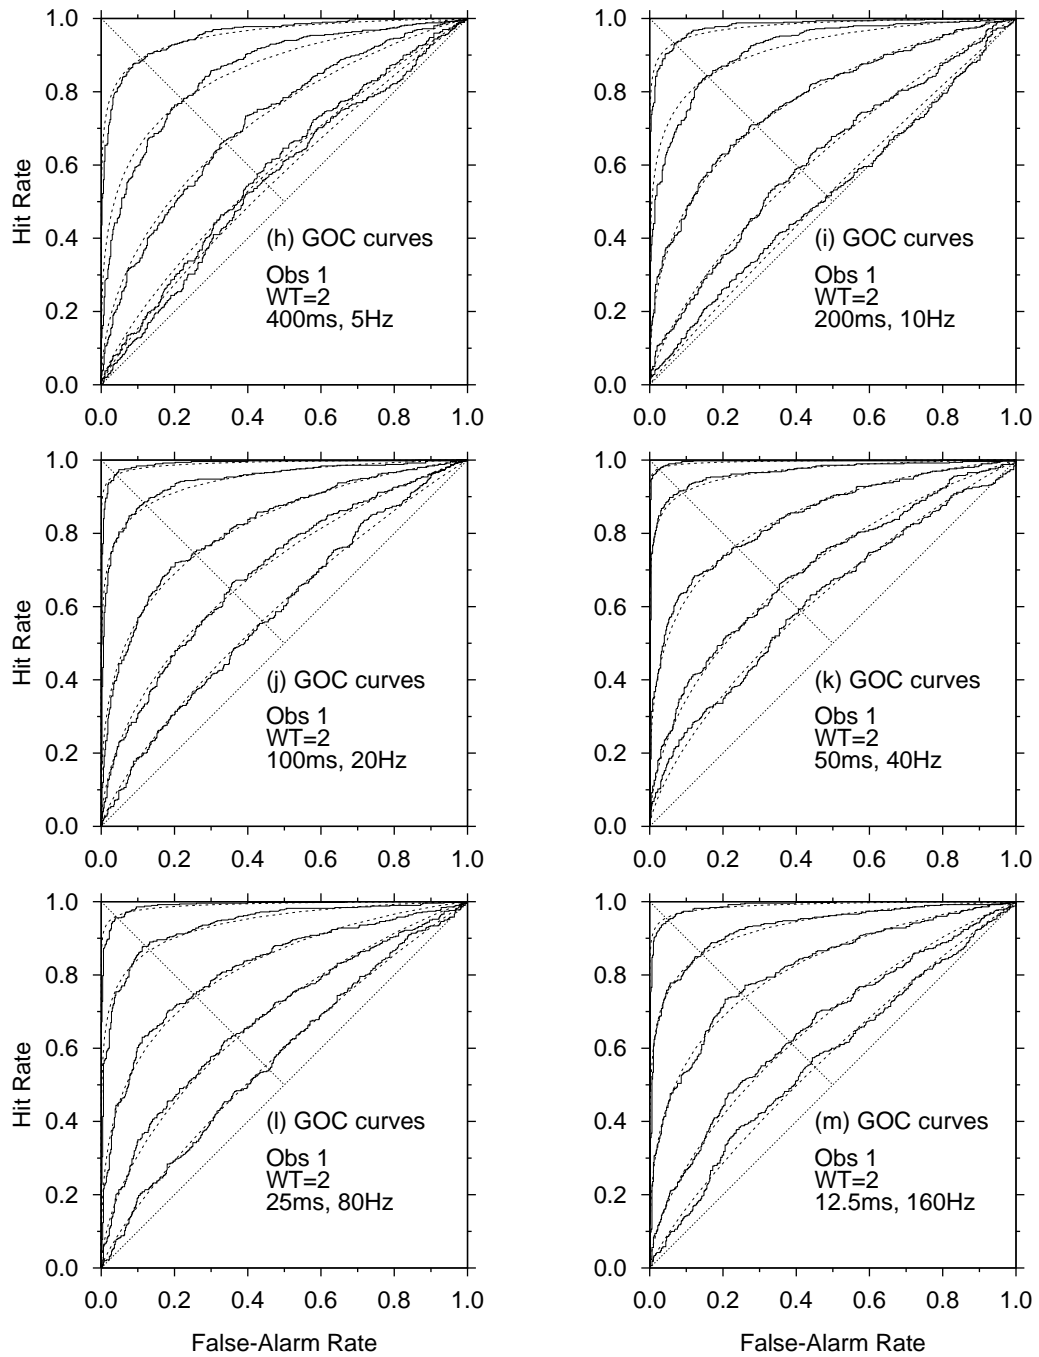 1.0
0.8
0.6
0.4
0.2
0.0
Hit Rate
(h) GOC curves
Obs 1
WT=2
400ms, 5Hz
0.0 0.2 0.4 0.6 0.8 1.0
1.0
0.8
0.6
0.4
0.2
0.0
(i) GOC curves
Obs 1
WT=2
200ms, 10Hz
0.0 0.2 0.4 0.6 0.8 1.0
1.0
0.8
0.6
0.4
0.2
0.0
Hit Rate
(j) GOC curves
Obs 1
WT=2
100ms, 20Hz
0.0 0.2 0.4 0.6 0.8 1.0
1.0
0.8
0.6
0.4
0.2
0.0
(k) GOC curves
Obs 1
WT=2
50ms, 40Hz
0.0 0.2 0.4 0.6 0.8 1.0
1.0
0.8
0.6
0.4
0.2
0.0
Hit Rate
(l) GOC curves
Obs 1
WT=2
25ms, 80Hz
0.0 0.2 0.4 0.6 0.8 1.0
False-Alarm Rate
1.0
0.8
0.6
0.4
0.2
0.0
(m) GOC curves
Obs 1
WT=2
12.5ms, 160Hz
0.0 0.2 0.4 0.6 0.8 1.0
False-Alarm Rate